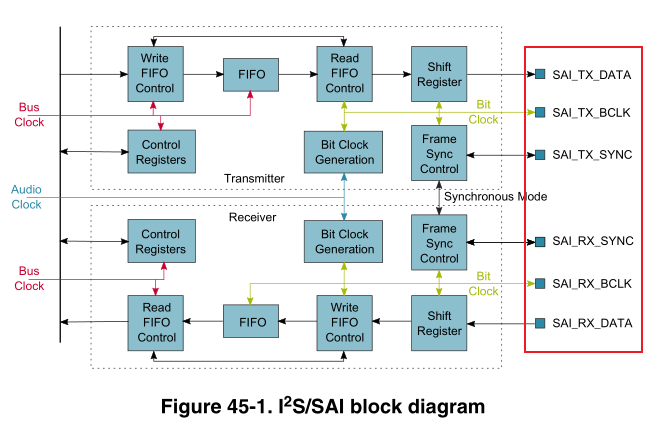 Write
FIFO
Control
FIFO
Read
FIFO
Control
Shift
Register
SAI_TX_DATA
Bus
Clock
Bit
Clock
SAI_TX_BCLK
Control
Registers
Bit Clock
Generation
Frame
Sync
Control
SAI_TX_SYNC
Transmitter
Audio
Clock
Synchronous Mode
Receiver
Control
Registers
Bit Clock
Generation
Frame
Sync
Control
SAI_RX_SYNC
Bus
Clock
Bit
Clock
SAI_RX_BCLK
Read
FIFO
Control
FIFO
Write
FIFO
Control
Shift
Register
SAI_RX_DATA
Figure 45-1. I²S/SAI block diagram